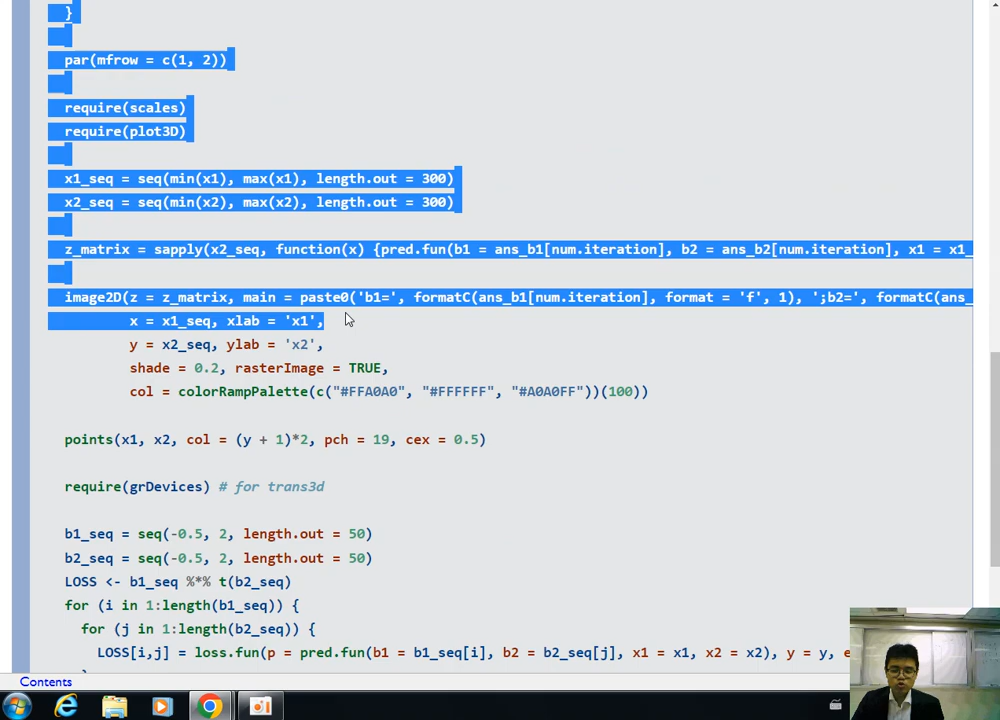 }
par(mfrow = c(1, 2))
require(scales)
require(plot3D)
x1_seq = seq(min(x1), max(x1), length.out = 300)
x2_seq = seq(min(x2), max(x2), length.out = 300)
z_matrix = sapply(x2_seq, function(x) {pred.fun(b1 = ans_b1[num.iteration], b2 = ans_b2[num.iteration], x1 = x1_
image2D(z = z_matrix, main = paste0('b1=', formatC(ans_b1[num.iteration], format = 'f', 1), ';b2=', formatC(ans_
x = x1_seq, xlab = 'x1',
y = x2_seq, ylab = 'x2',
shade = 0.2, rasterImage = TRUE,
col = colorRampPalette(c("#FFA0A0", "#FFFFFF", "#A0A0FF"))(100))
points(x1, x2, col = (y + 1)*2, pch = 19, cex = 0.5)
require(grDevices) # for trans3d
b1_seq = seq(-0.5, 2, length.out = 50)
b2_seq = seq(-0.5, 2, length.out = 50)
LOSS <- b1_seq %*% t(b2_seq)
for (i in 1:length(b1_seq)) {
for (j in 1:length(b2_seq)) {
LOSS[i,j] = loss.fun(p = pred.fun(b1 = b1_seq[i], b2 = b2_seq[j], x1 = x1, x2 = x2), y = y, e
Contents